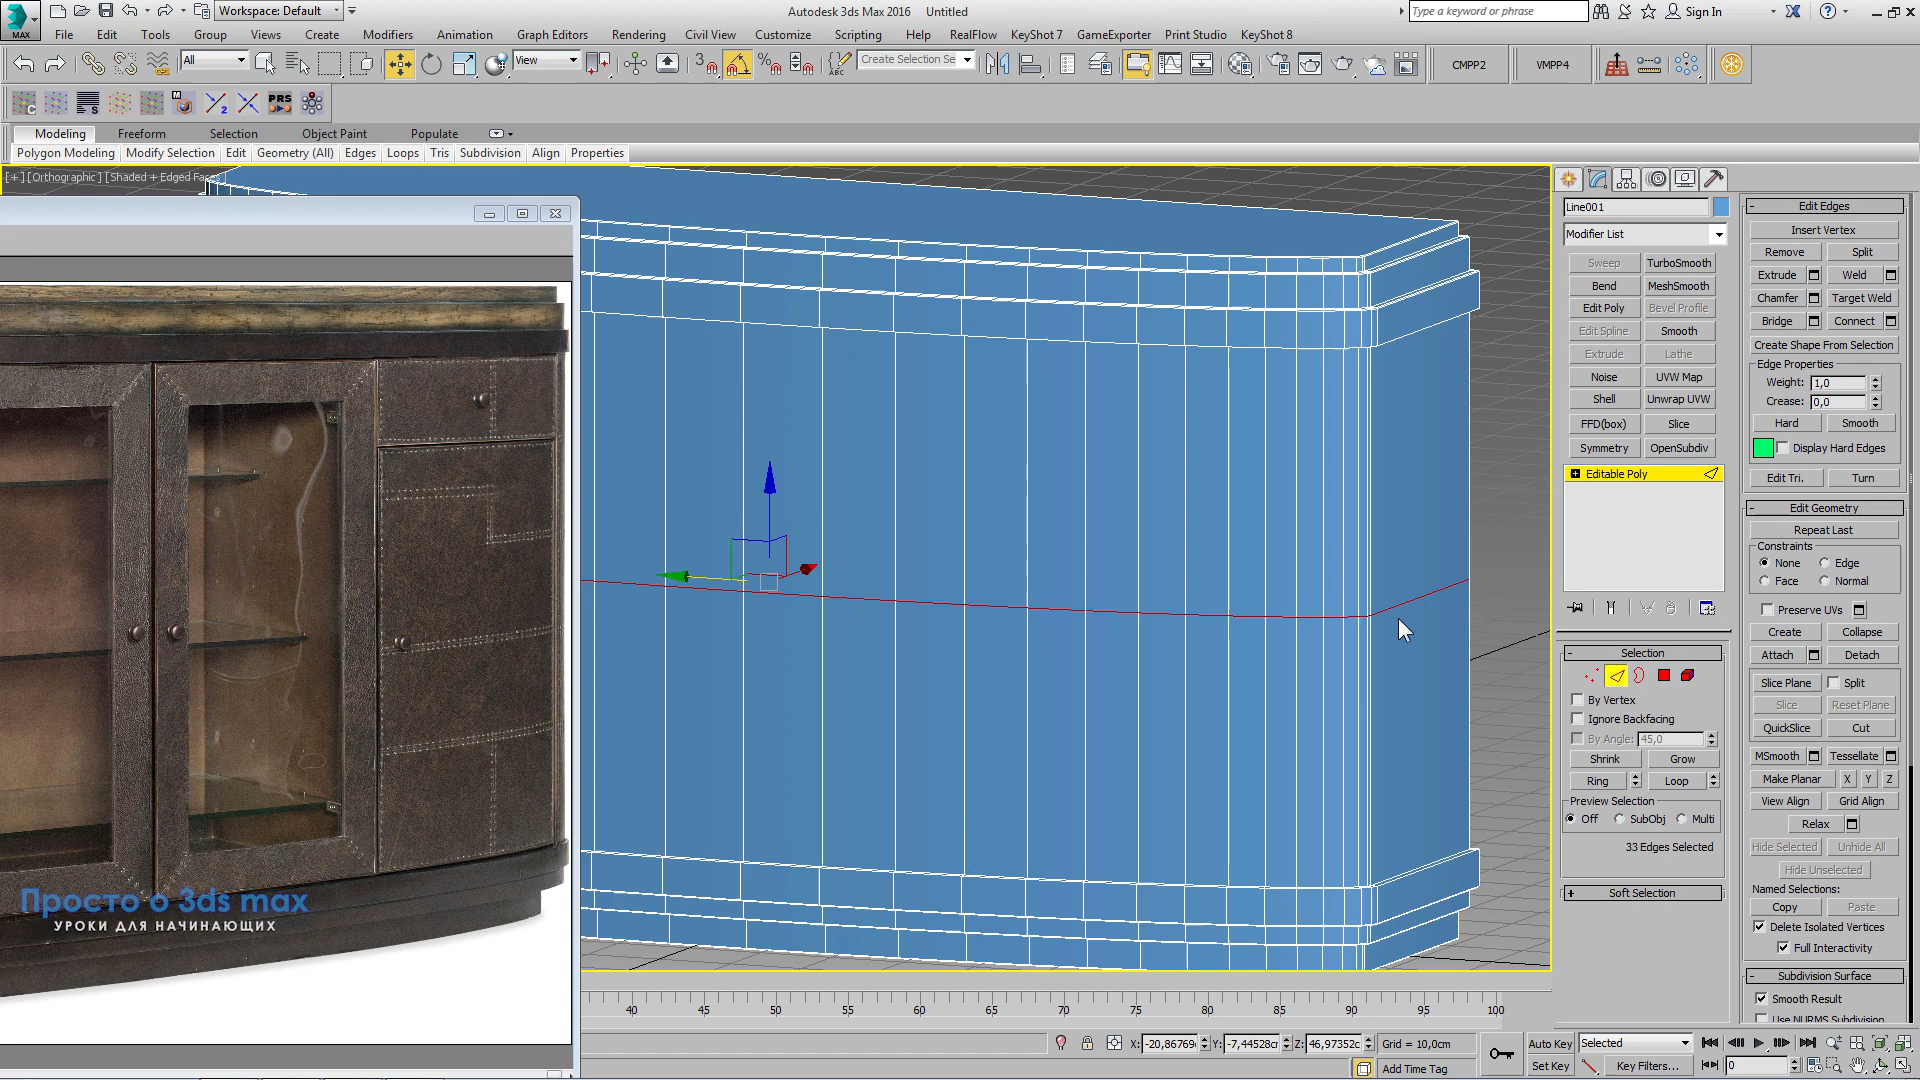 Workspace: Default
Autodesk 3ds Max 2016
Untitled
Type a keyword or phrase
Sign In
MAX
File
Edit
Tools
Group
Views
Create
Modifiers
Animation
Graph Editors
Rendering
Civil View
Customize
Scripting
Help
RealFlow
KeyShot 7
GameExporter
Print Studio
KeyShot 8
All
View
Create Selection Se
CMPP2
VMPP4
PRS
Modeling
Freeform
Selection
Object Paint
Populate
Polygon Modeling
Modify Selection
Edit
Geometry (All)
Edges
Loops
Tris
Subdivision
Align
Properties
[+] [Orthographic] [Shaded + Edged Faces]
Просто о 3ds max
УРОКИ ДЛЯ НАЧИНАЮЩИХ
Line001
Modifier List
Sweep
TurboSmooth
Bend
MeshSmooth
Edit Poly
Bevel Profile
Edit Spline
Smooth
Extrude
Lathe
Noise
UVW Map
Shell
Unwrap UVW
FFD(box)
Slice
Symmetry
OpenSubdiv
Editable Poly
Selection
By Vertex
Ignore Backfacing
By Angle: 45,0
Shrink
Grow
Ring
Loop
Preview Selection
Off
SubObj
Multi
33 Edges Selected
Soft Selection
Edit Edges
Insert Vertex
Remove
Split
Extrude
Weld
Chamfer
Target Weld
Bridge
Connect
Create Shape From Selection
Edge Properties
Weight: 1,0
Crease: 0,0
Hard
Smooth
Display Hard Edges
Edit Tri.
Turn
Edit Geometry
Repeat Last
Constraints
None
Edge
Face
Normal
Preserve UVs
Create
Collapse
Attach
Detach
Slice Plane
Split
Slice
Reset Plane
QuickSlice
Cut
MSmooth
Tessellate
Make Planar
X
Y
Z
View Align
Grid Align
Relax
Hide Selected
Unhide All
Hide Unselected
Named Selections:
Copy
Paste
Delete Isolated Vertices
Full Interactivity
Subdivision Surface
Smooth Result
Use NURMS Subdivision
40 45 50 55 60 65 70 75 80 85 90 95 100
X: -20,8676
Y: -7,44528cr
Z: 46,97352c
Grid = 10,0cm
Add Time Tag
Auto Key
Selected
Set Key
Key Filters...
0